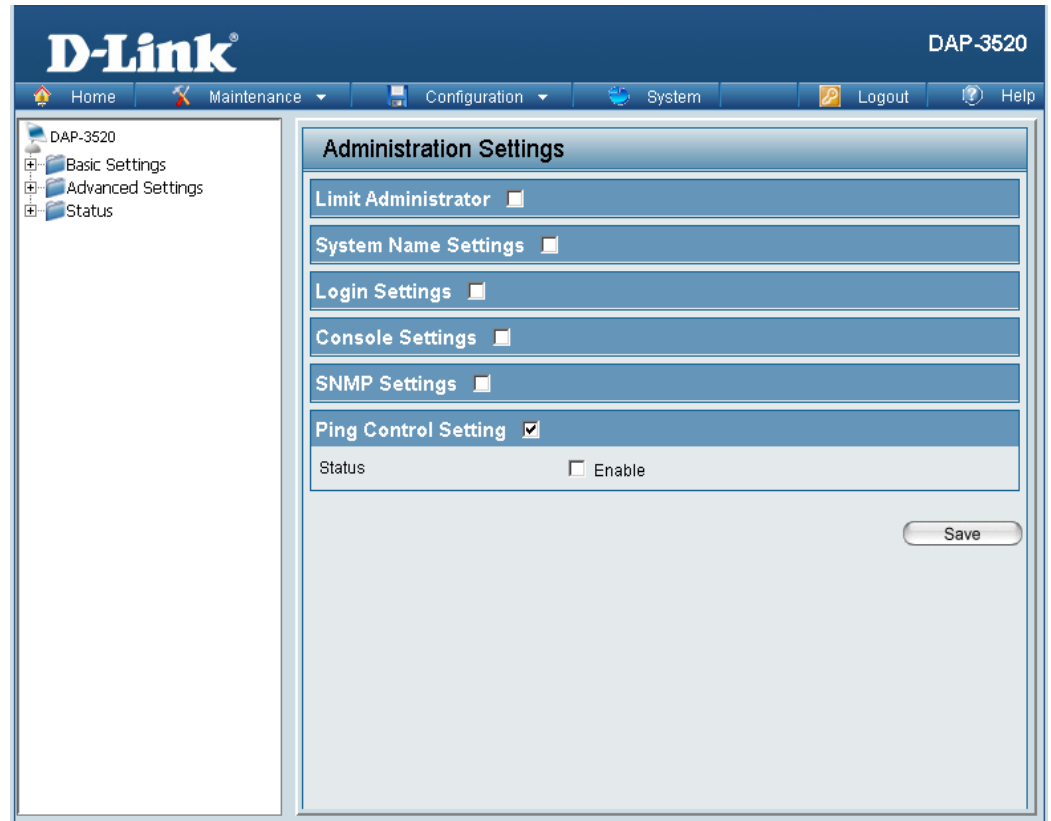 D-Link®
DAP-3520
Home Maintenance Configuration System Logout Help
DAP-3520
Basic Settings
Advanced Settings
Status
Administration Settings
Limit Administrator
System Name Settings
Login Settings
Console Settings
SNMP Settings
Ping Control Setting
Status Enable
Save